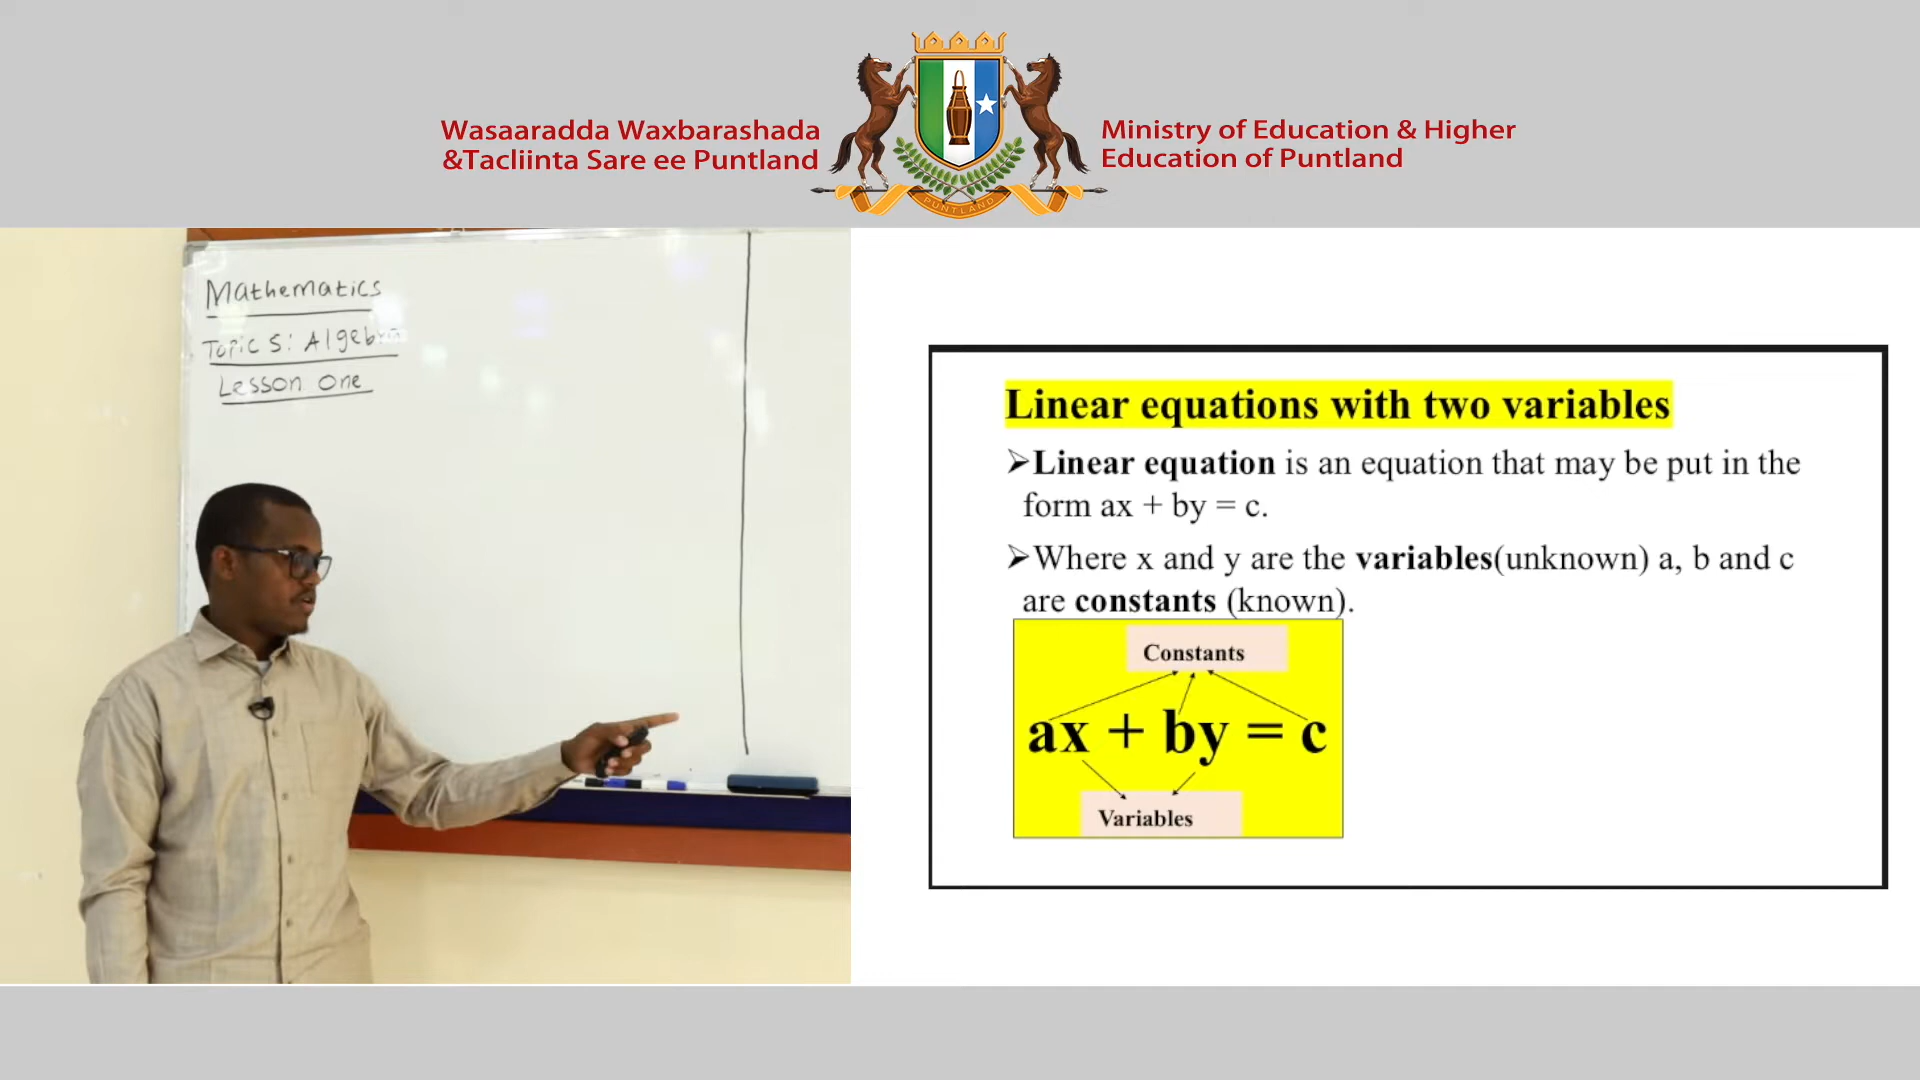 Wasaaradda Waxbarashada
&Tacliinta Sare ee Puntland
PUNTLAND
Ministry of Education & Higher
Education of Puntland
Mathematics
Topic 5: Algebra
Lesson One
Linear equations with two variables
➢Linear equation is an equation that may be put in the
form ax + by = c.
➢Where x and y are the variables(unknown) a, b and c
are constants (known).
Constants
ax + by = c
Variables